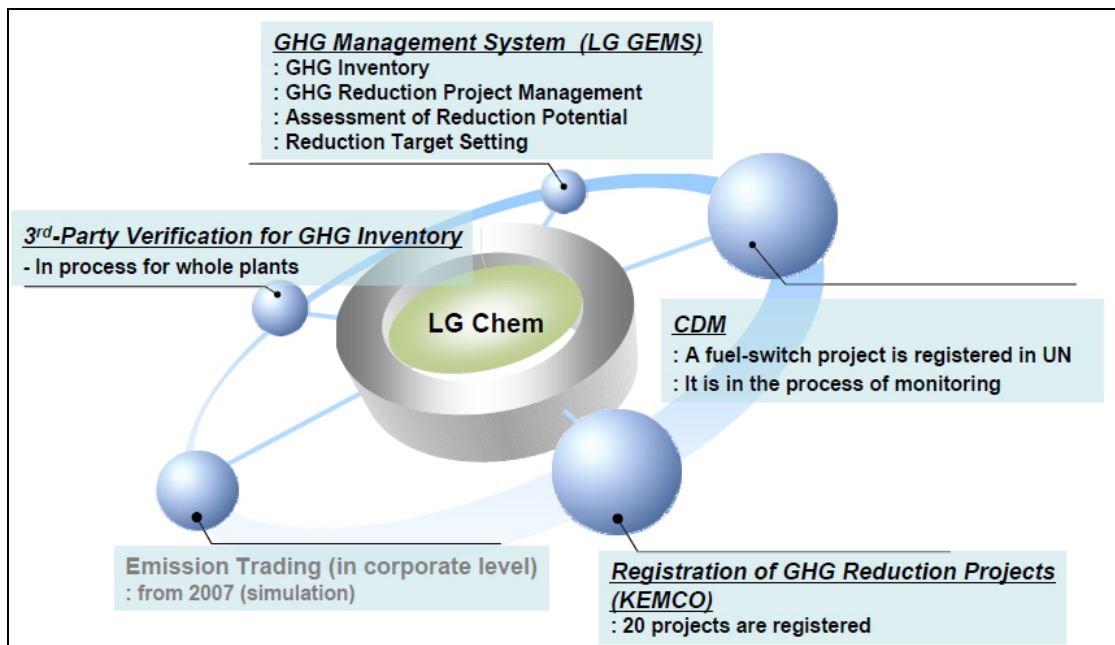 GHG Management System (LG GEMS)
: GHG Inventory
: GHG Reduction Project Management
: Assessment of Reduction Potential
: Reduction Target Setting
3rd-Party Verification for GHG Inventory
- In process for whole plants
LG Chem
CDM
: A fuel-switch project is registered in UN
: It is in the process of monitoring
Emission Trading (in corporate level)
: from 2007 (simulation)
Registration of GHG Reduction Projects
(KEMCO)
: 20 projects are registered